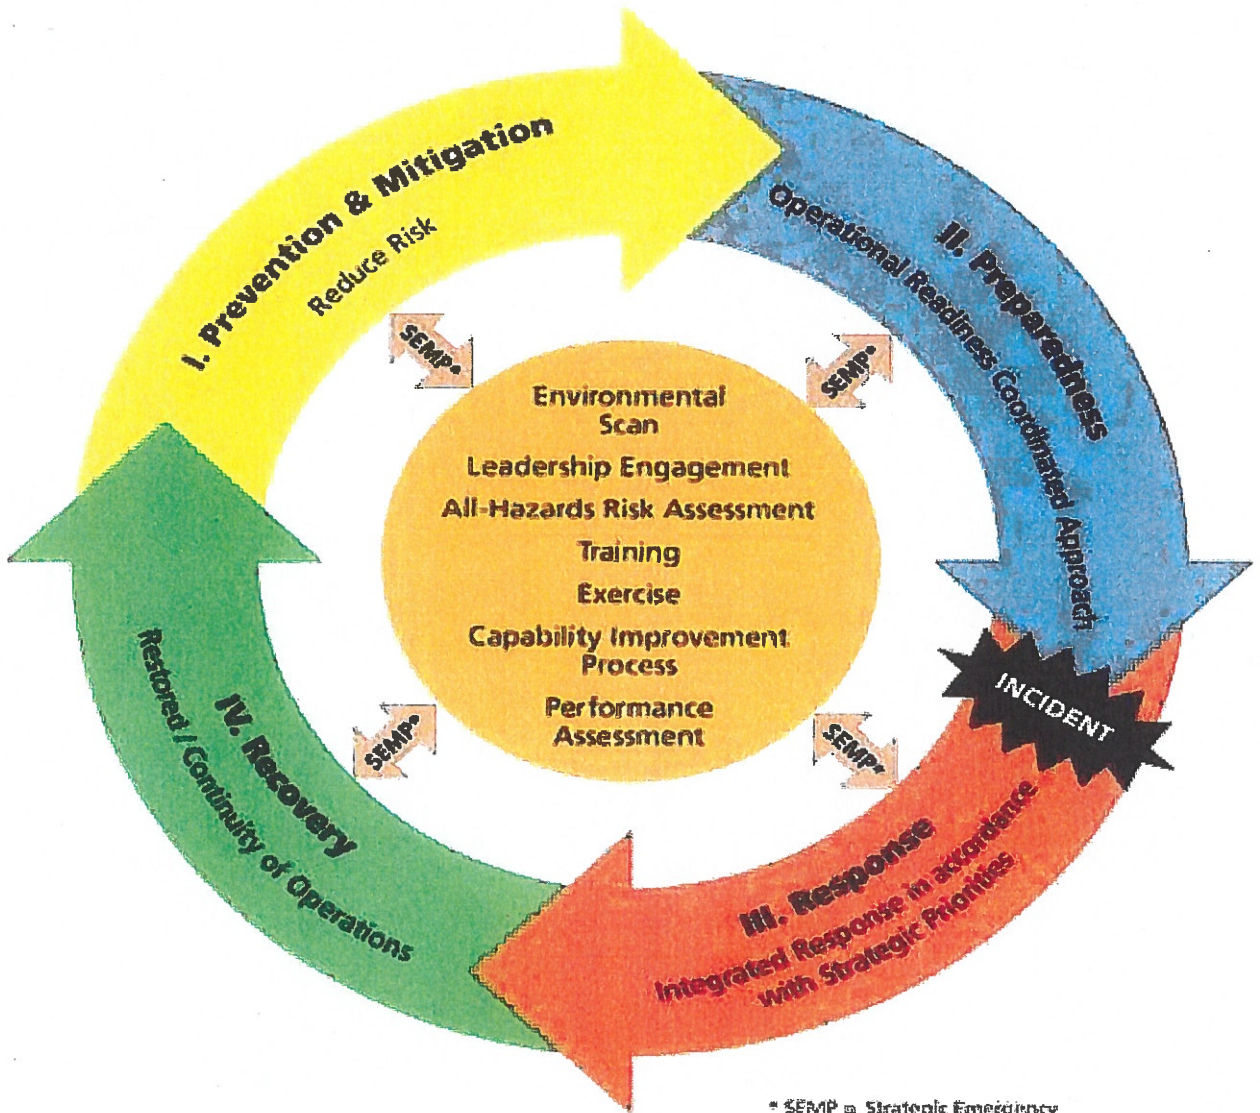 I. Prevention & Mitigation
Reduce Risk
II. Preparedness
Operational Readiness Coordinated Approach
INCIDENT
III. Response
Integrated Response in accordance
with Strategic Priorities
IV. Recovery
Restored / Continuity of Operations
SEMP*
SEMP*
SEMP*
SEMP*
Environmental
Scan
Leadership Engagement
All-Hazards Risk Assessment
Training
Exercise
Capability Improvement
Process
Performance
Assessment
* SEMP = Strategic Emergency